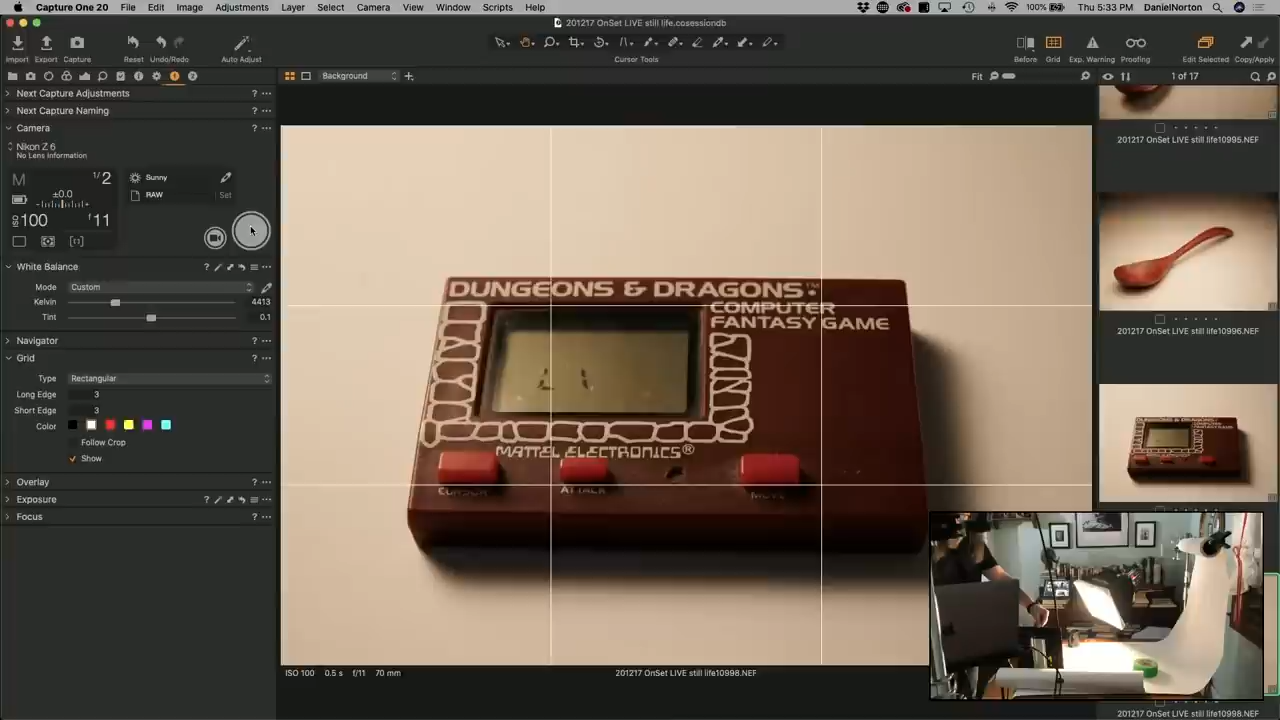 Capture One 20 File Edit Image Adjustments Layer Select Camera View Window Scripts Help 100% Thu 5:33 PM DanielNorton
201217 OnSet LIVE still life.cosessiondb
Import Export Capture Reset Undo/Redo Auto Adjust Cursor Tools Before Grid Exp. Warning Proofing Edit Selected Copy/Apply
Background Fit 1 of 17
Next Capture Adjustments ? ...
Next Capture Naming ? ...
Camera ? ...
Nikon Z 6
No Lens Information
M 1/2 Sunny
±0.0
RAW Set
ISO 100 f 11
White Balance ? ...
Mode Custom
Kelvin 4413
Tint 0.1
Navigator ? ...
Grid ? ...
Type Rectangular
Long Edge 3
Short Edge 3
Color
Follow Crop
Show
Overlay ? ...
Exposure ? ...
Focus ? ...
DUNGEONS & DRAGONS™
COMPUTER
FANTASY GAME
MATTEL ELECTRONICS®
CURSOR ATTACK MOVE
ISO 100 0.5 s f/11 70 mm 201217 OnSet LIVE still life10998.NEF
201217 OnSet LIVE still life10995.NEF
201217 OnSet LIVE still life10996.NEF
201217 OnSet LIVE still life10998.NEF